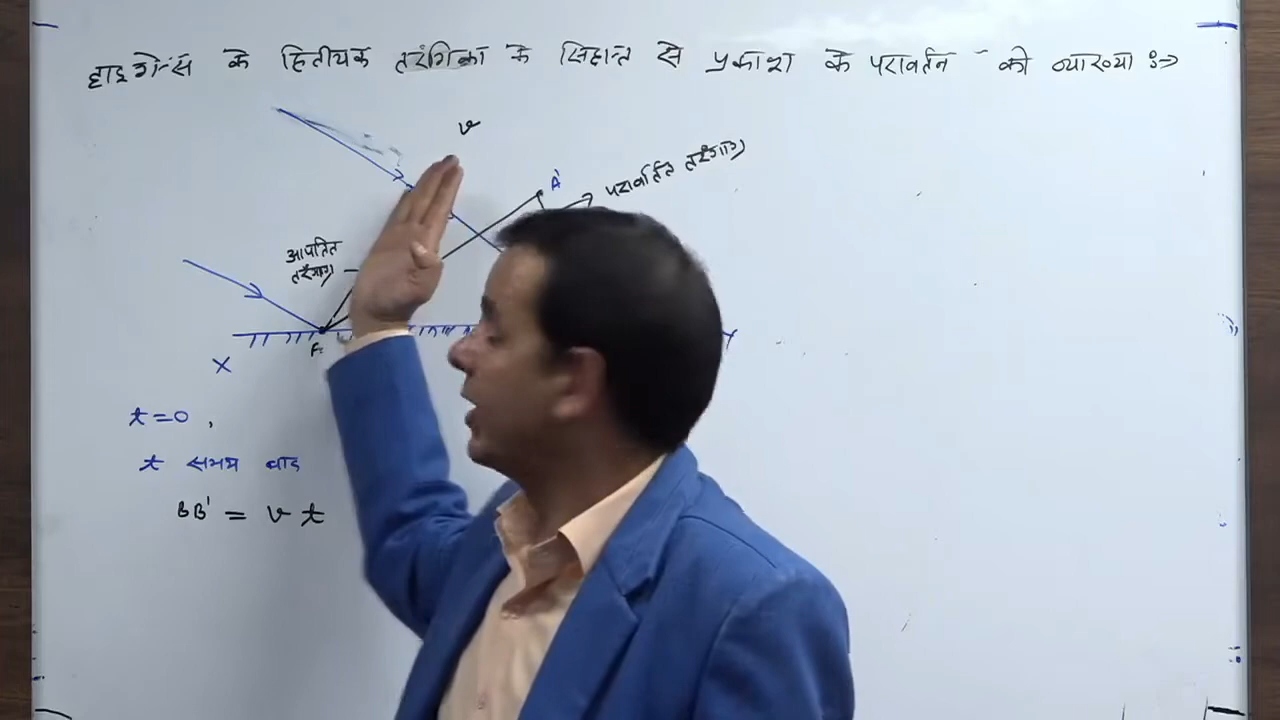 हाइगेन्स के द्वितीयक तरंगिका के सिद्धान्त से प्रकाश के परावर्तन की व्याख्या :->
v
A'
परावर्तित तरंगाग्र
आपतित
तरंगाग्र
X
Y
t=0 ,
t समय बाद
BB' = v t